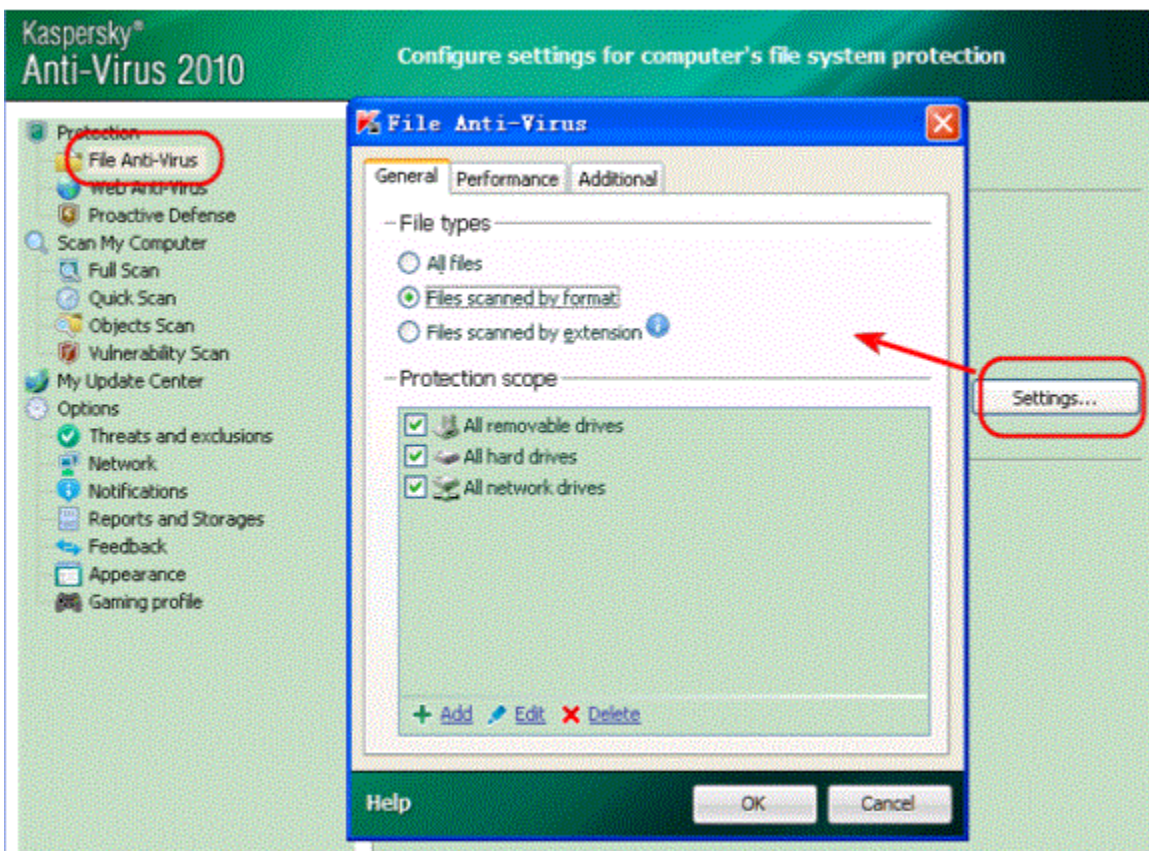 Kaspersky®
Anti-Virus 2010
Configure settings for computer's file system protection
Protection
File Anti-Virus
Web Anti-Virus
Proactive Defense
Scan My Computer
Full Scan
Quick Scan
Objects Scan
Vulnerability Scan
My Update Center
Options
Threats and exclusions
Network
Notifications
Reports and Storages
Feedback
Appearance
Gaming profile
File Anti-Virus
General Performance Additional
File types
All files
Files scanned by format
Files scanned by extension
Protection scope
All removable drives
All hard drives
All network drives
Add Edit Delete
Help OK Cancel
Settings...